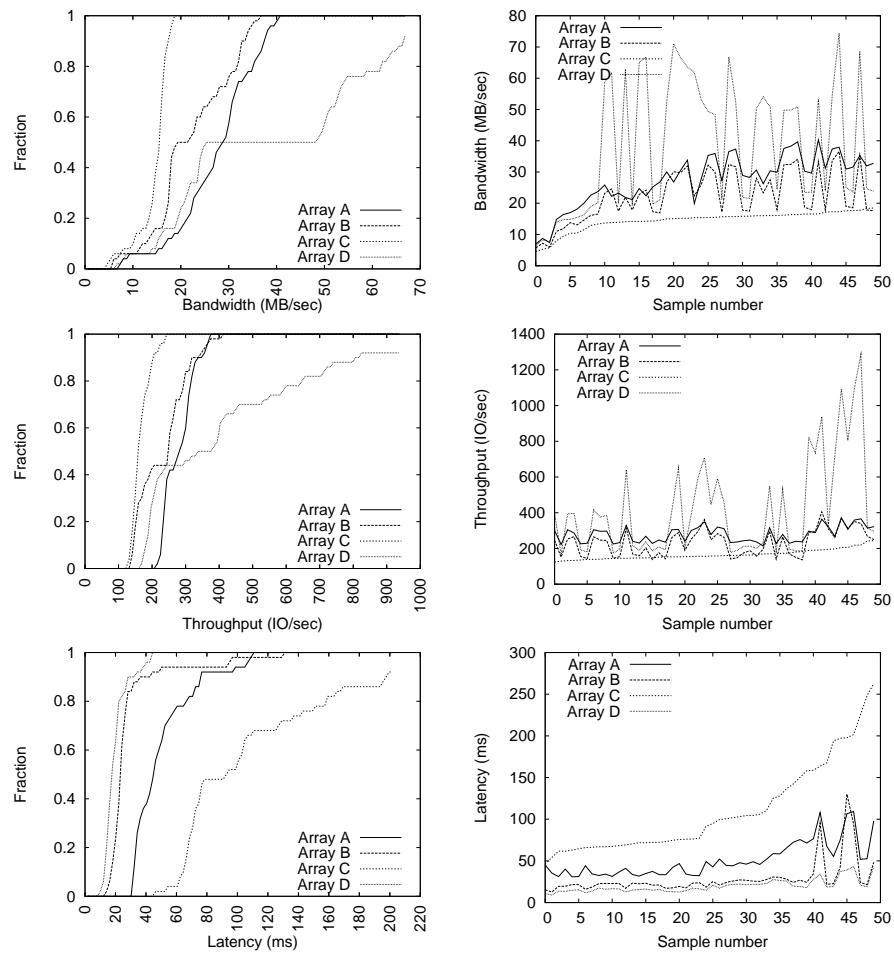 1
0.8
0.6
0.4
0.2
0
Fraction
10
20
30
40
50
60
70
Bandwidth (MB/sec)
Array A
Array B
Array C
Array D
80
70
60
50
40
30
20
10
0
Bandwidth (MB/sec)
0 5 10 15 20 25 30 35 40 45 50
Sample number
Array A
Array B
Array C
Array D
1
0.8
0.6
0.4
0.2
0
Fraction
0
100
200
300
400
500
600
700
800
900
1000
Throughput (IO/sec)
Array A
Array B
Array C
Array D
1400
1200
1000
800
600
400
200
0
Throughput (IO/sec)
0 5 10 15 20 25 30 35 40 45 50
Sample number
Array A
Array B
Array C
Array D
1
0.8
0.6
0.4
0.2
0
Fraction
0
20
40
60
80
100
120
140
160
180
200
220
Latency (ms)
Array A
Array B
Array C
Array D
300
250
200
150
100
50
0
Latency (ms)
0 5 10 15 20 25 30 35 40 45 50
Sample number
Array A
Array B
Array C
Array D